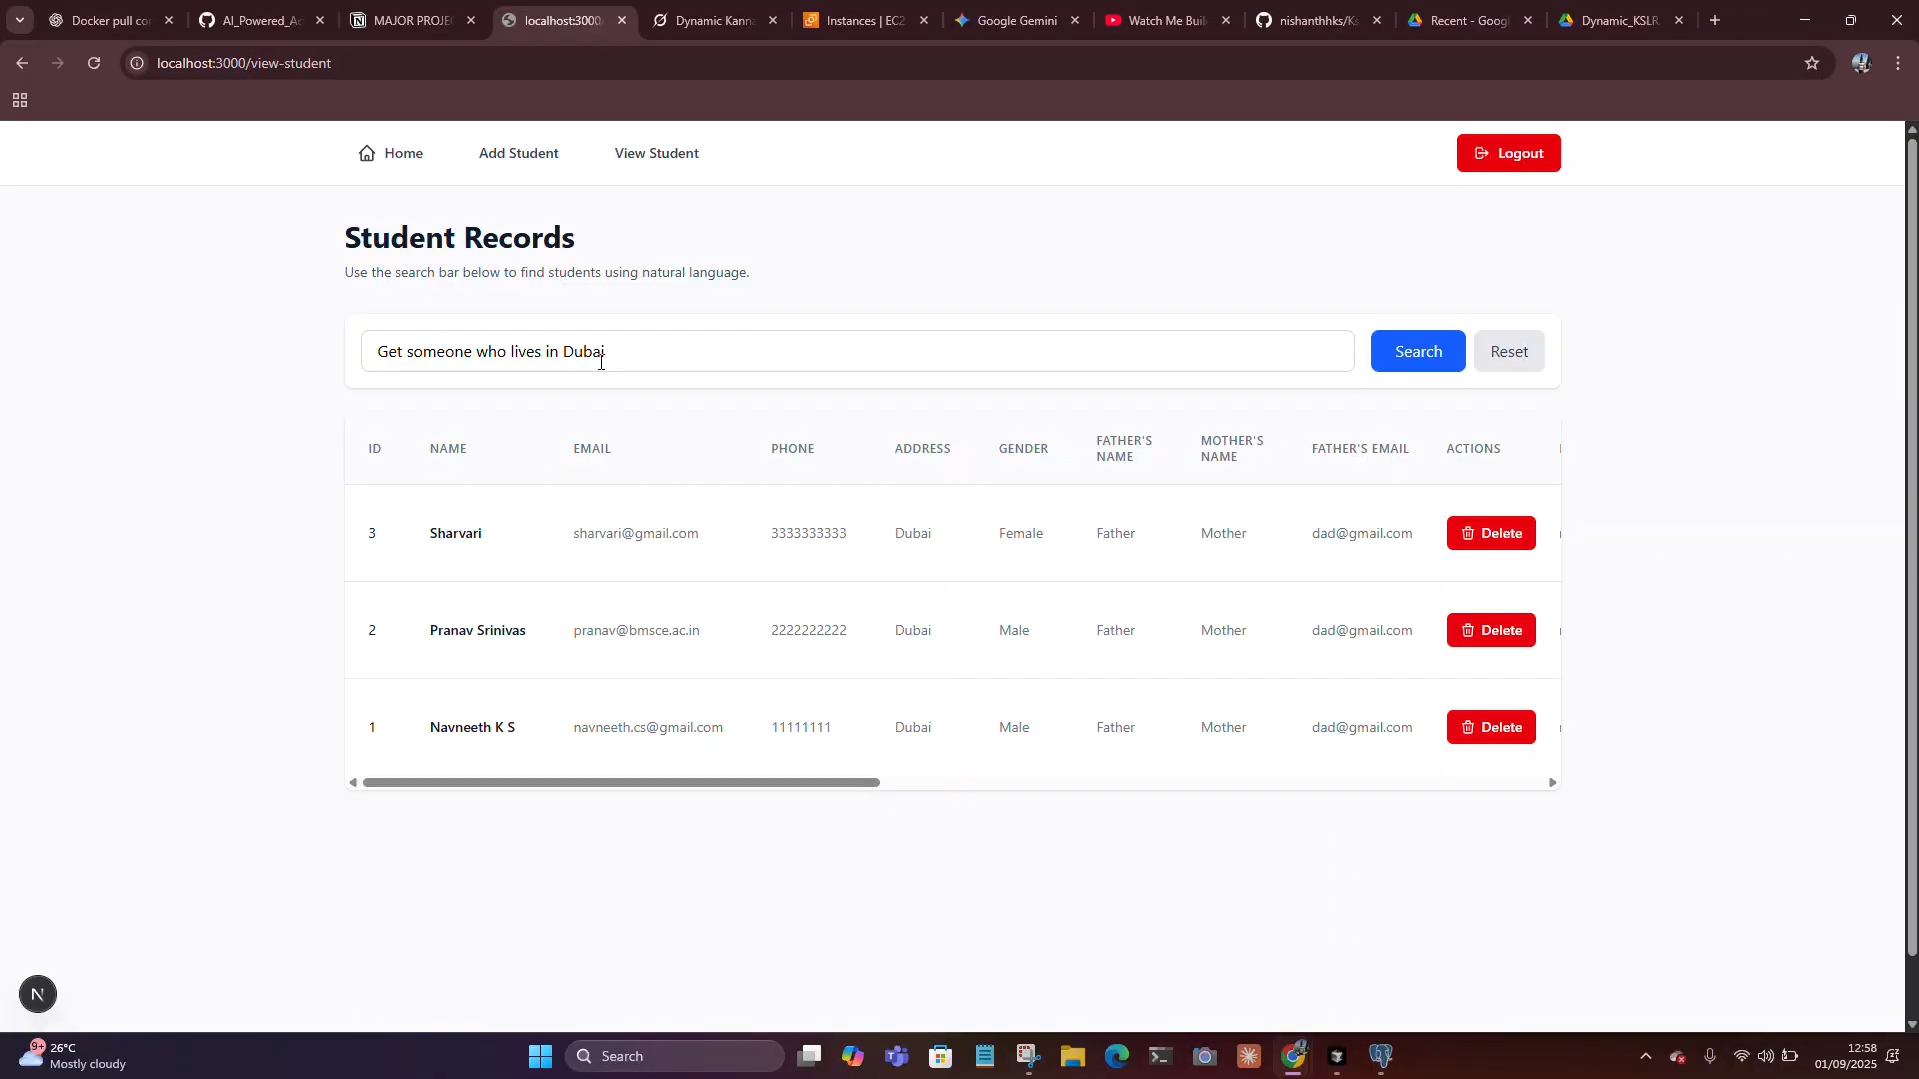 Docker pull co
AI_Powered_Ac
MAJOR PROJE
localhost:3000
Dynamic Kanna
Instances | EC2
Google Gemini
Watch Me Buil
nishanthhks/Ks
Recent - Goog
Dynamic_KSLR
localhost:3000/view-student
Home
Add Student
View Student
Logout
Student Records
Use the search bar below to find students using natural language.
Get someone who lives in Dubai
Search
Reset
ID NAME EMAIL PHONE ADDRESS GENDER FATHER'S NAME MOTHER'S NAME FATHER'S EMAIL ACTIONS
3 Sharvari sharvari@gmail.com 3333333333 Dubai Female Father Mother dad@gmail.com Delete
2 Pranav Srinivas pranav@bmsce.ac.in 2222222222 Dubai Male Father Mother dad@gmail.com Delete
1 Navneeth K S navneeth.cs@gmail.com 11111111 Dubai Male Father Mother dad@gmail.com Delete
N
9+
26°C
Mostly cloudy
Search
12:58
01/09/2025